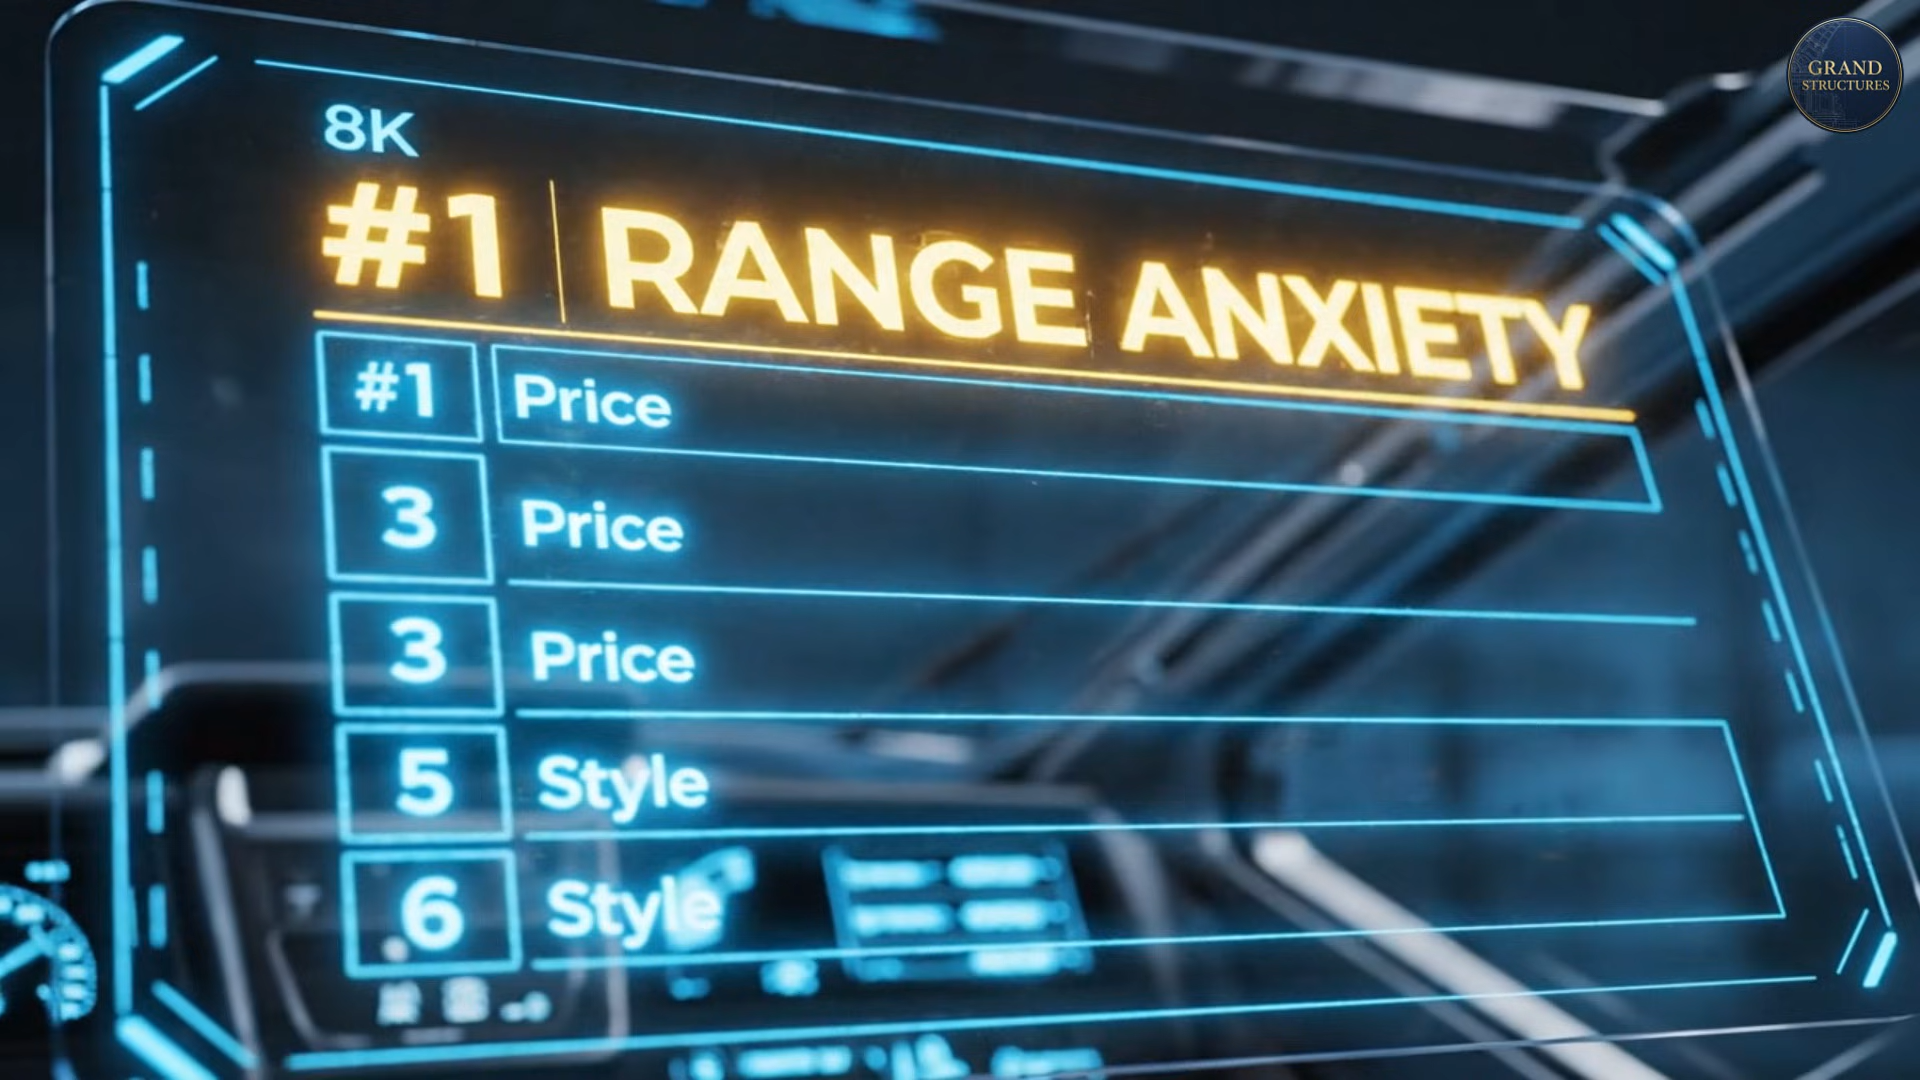 GRAND
STRUCTURES
8K
#1 RANGE ANXIETY
#1 Price
3 Price
3 Price
5 Style
6 Style